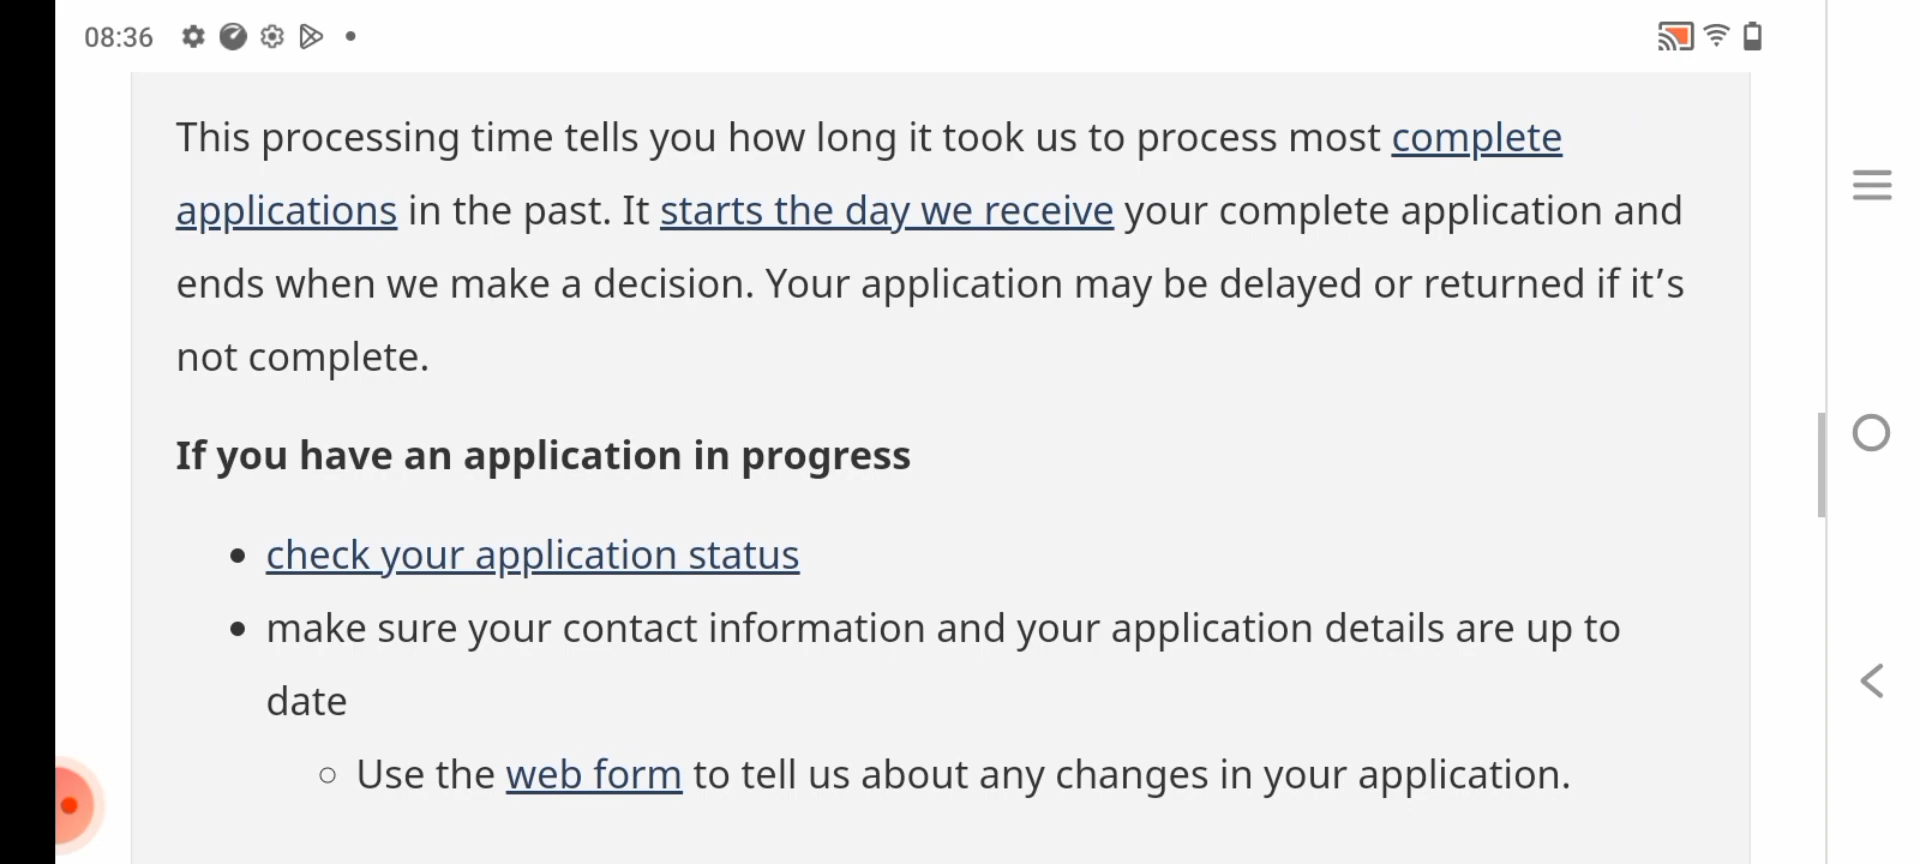 08:36
This processing time tells you how long it took us to process most complete
applications in the past. It starts the day we receive your complete application and
ends when we make a decision. Your application may be delayed or returned if it’s
not complete.
If you have an application in progress
• check your application status
• make sure your contact information and your application details are up to
date
○ Use the web form to tell us about any changes in your application.